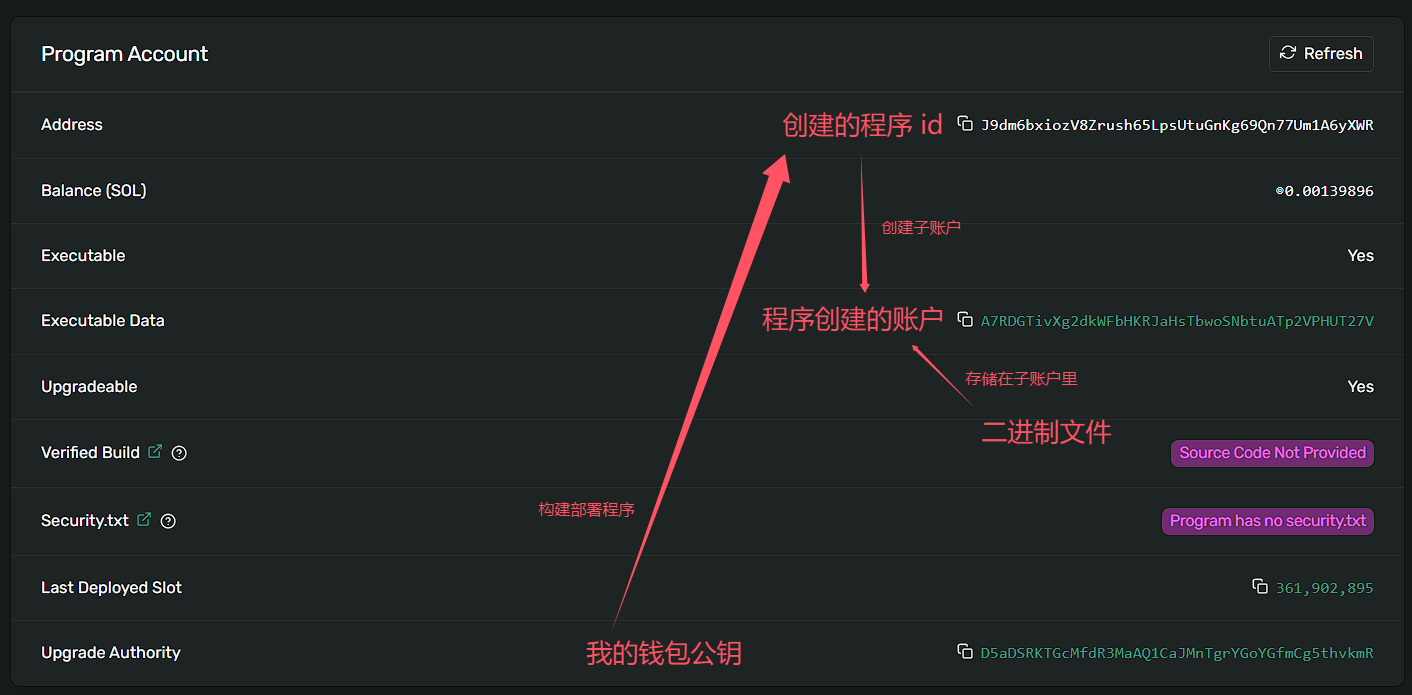 Program Account
Refresh
Address
创建的程序 id
J9dm6bxiozV8Zrush65LpsUtuGnKg69Qn77Um1A6yXWR
Balance (SOL)
◎0.00139896
创建子账户
Executable
Yes
Executable Data
程序创建的账户
A7RDGTivXg2dkWFbHKRJaHsTbwoSNbtuATp2VPHUT27V
Upgradeable
存储在子账户里
Yes
二进制文件
Verified Build
Source Code Not Provided
构建部署程序
Security.txt
Program has no security.txt
Last Deployed Slot
361,902,895
Upgrade Authority
我的钱包公钥
D5aDSRKTGcMfdR3MaAQ1CaJMnTgrYGoYGfmCg5thvkmR